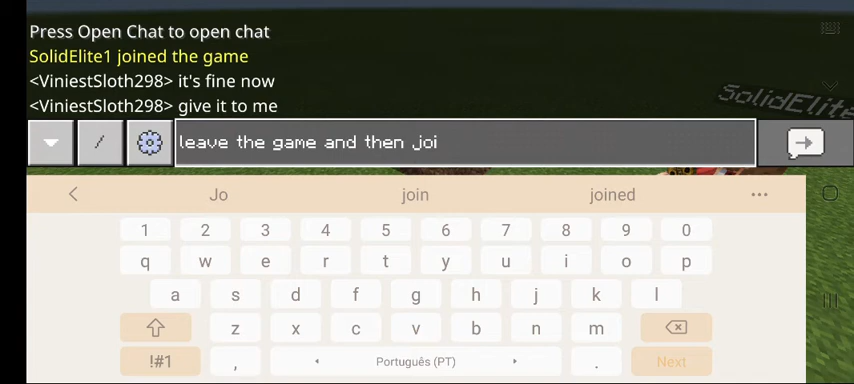 Press Open Chat to open chat
SolidElite1 joined the game
<ViniestSloth298> it's fine now
<ViniestSloth298> give it to me
SolidElite
/
leave the game and then joi
Jo join joined ...
1 2 3 4 5 6 7 8 9 0
q w e r t y u i o p
a s d f g h j k l
z x c v b n m
!#1 , Português (PT) . Next